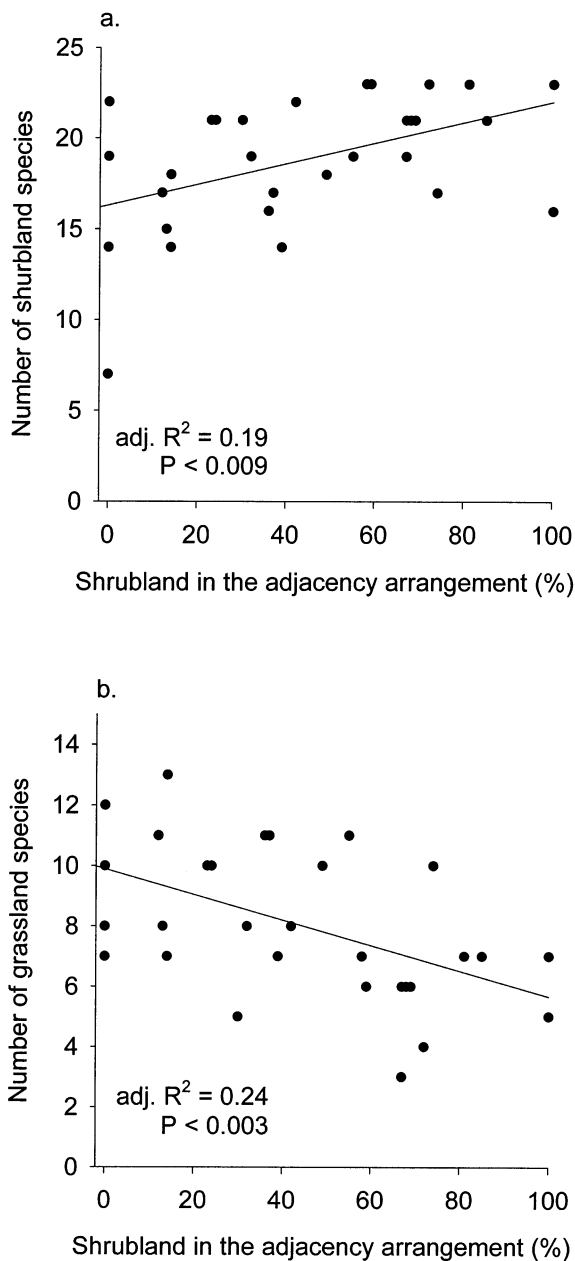 a.
25
20
15
10
5
0
Number of shurbland species
adj. R² = 0.19
P < 0.009
0 20 40 60 80 100
Shrubland in the adjacency arrangement (%)
b.
14
12
10
8
6
4
2
0
Number of grassland species
adj. R² = 0.24
P < 0.003
0 20 40 60 80 100
Shrubland in the adjacency arrangement (%)